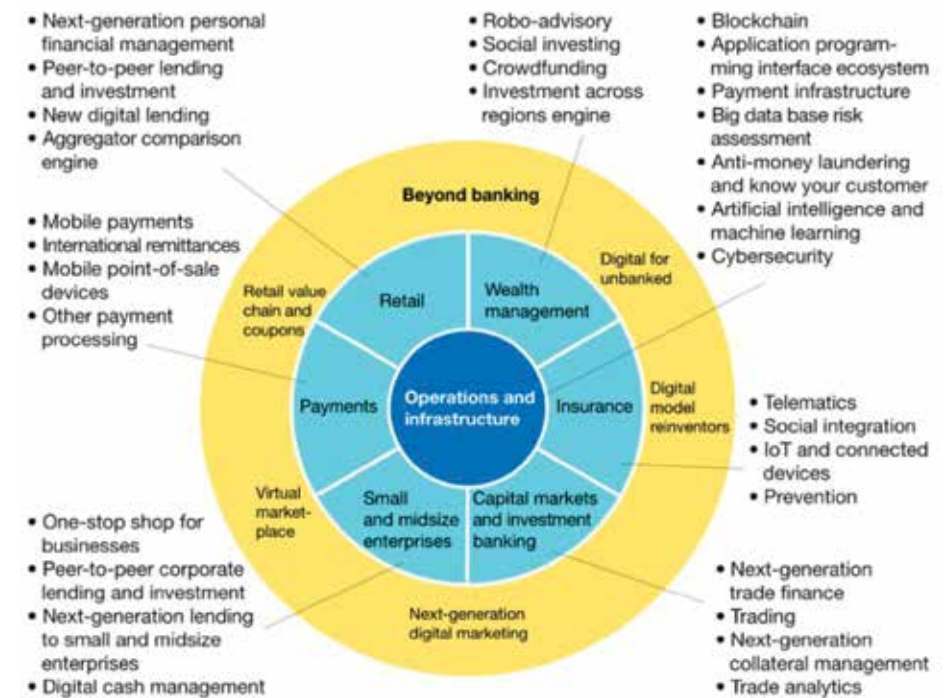 • Next-generation personal
financial management
• Peer-to-peer lending
and investment
• New digital lending
• Aggregator comparison
engine
• Robo-advisory
• Social investing
• Crowdfunding
• Investment across
regions engine
• Blockchain
• Application program-
ming interface ecosystem
• Payment infrastructure
• Big data base risk
assessment
• Anti-money laundering
and know your customer
• Artificial intelligence and
machine learning
• Cybersecurity
• Mobile payments
• International remittances
• Mobile point-of-sale
devices
• Other payment
processing
Beyond banking
Retail value
chain and
coupons
Digital for
unbanked
Retail
Wealth
management
Payments
Operations and
infrastructure
Insurance
Digital
model
reinventors
Virtual
market-
place
Small
and midsize
enterprises
Capital markets
and investment
banking
Next-generation
digital marketing
• Telematics
• Social integration
• IoT and connected
devices
• Prevention
• One-stop shop for
businesses
• Peer-to-peer corporate
lending and investment
• Next-generation lending
to small and midsize
enterprises
• Digital cash management
• Next-generation
trade finance
• Trading
• Next-generation
collateral management
• Trade analytics